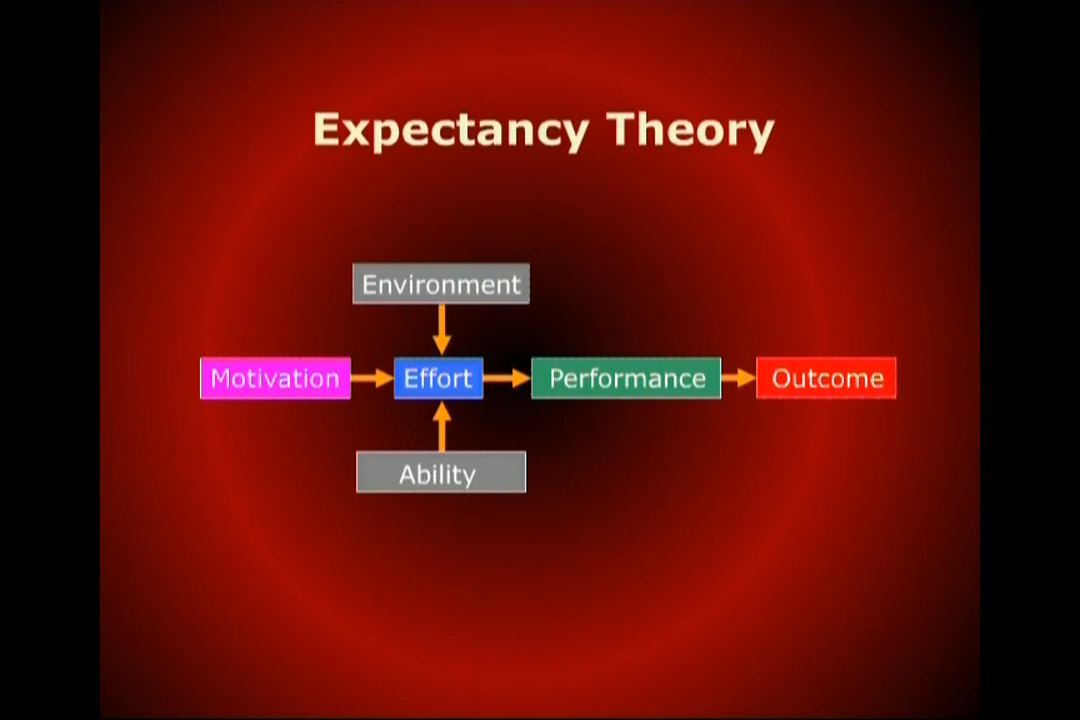 Expectancy Theory
Environment
Motivation
Effort
Performance
Outcome
Ability